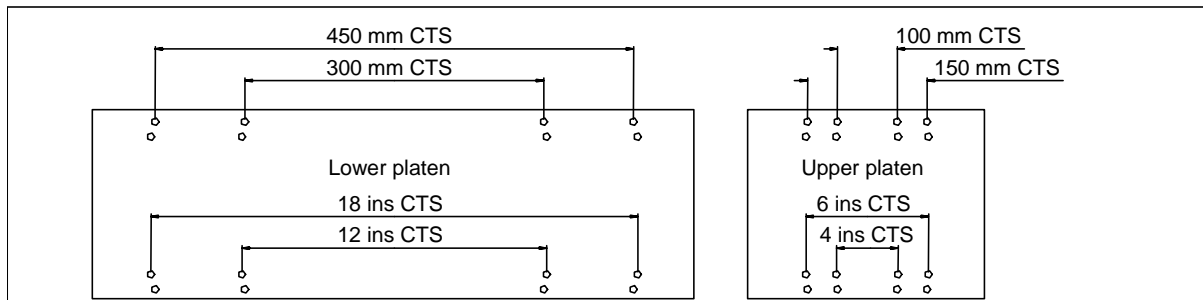 450 mm CTS
300 mm CTS
100 mm CTS
150 mm CTS
Lower platen
Upper platen
18 ins CTS
12 ins CTS
6 ins CTS
4 ins CTS